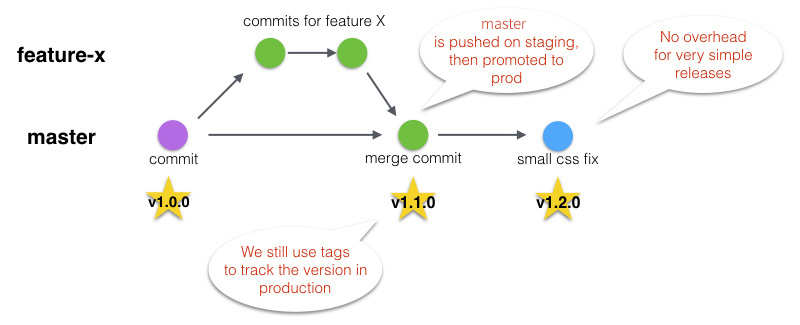 commits for feature X
feature-x
master
is pushed on staging,
then promoted to
prod
No overhead
for very simple
releases
master
commit
merge commit
small css fix
v1.0.0
v1.1.0
v1.2.0
We still use tags
to track the version in
production